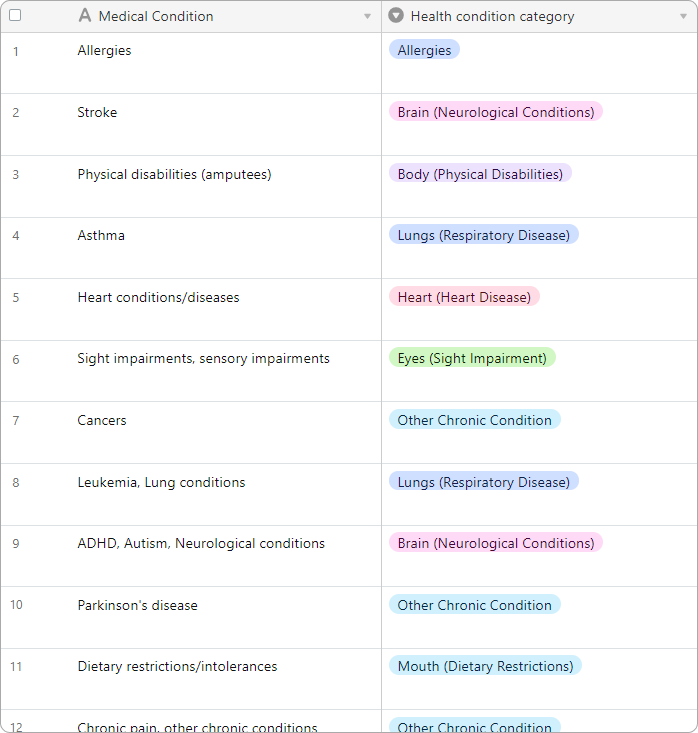 A Medical Condition Health condition category
1 Allergies Allergies
2 Stroke Brain (Neurological Conditions)
3 Physical disabilities (amputees) Body (Physical Disabilities)
4 Asthma Lungs (Respiratory Disease)
5 Heart conditions/diseases Heart (Heart Disease)
6 Sight impairments, sensory impairments Eyes (Sight Impairment)
7 Cancers Other Chronic Condition
8 Leukemia, Lung conditions Lungs (Respiratory Disease)
9 ADHD, Autism, Neurological conditions Brain (Neurological Conditions)
10 Parkinson's disease Other Chronic Condition
11 Dietary restrictions/intolerances Mouth (Dietary Restrictions)
12 Chronic pain, other chronic conditions Other Chronic Condition